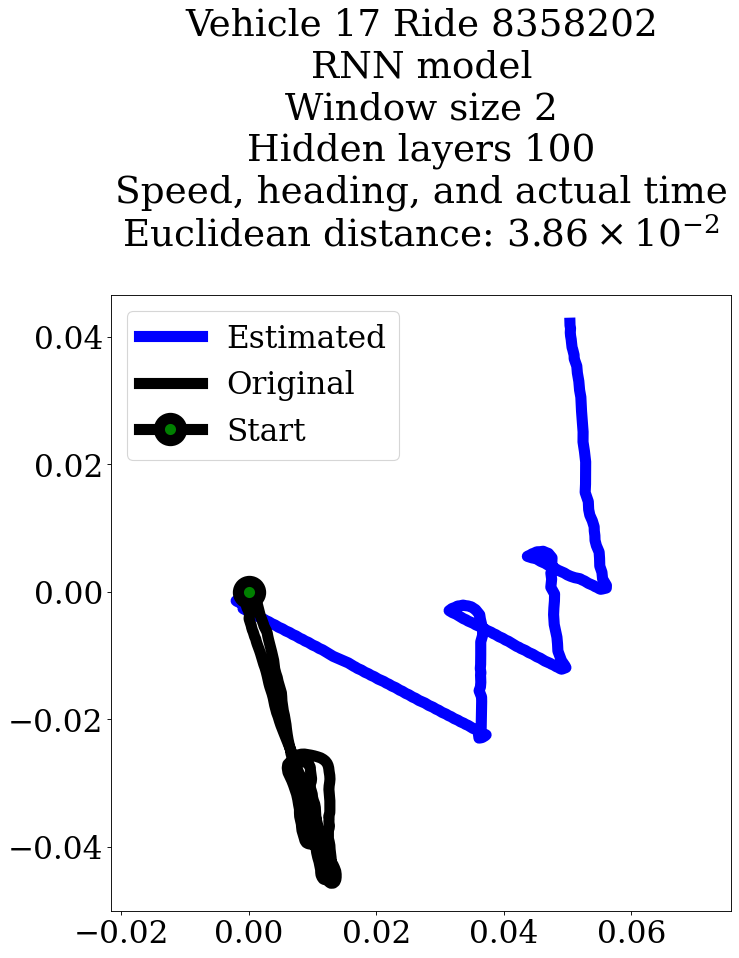 Vehicle 17 Ride 8358202
RNN model
Window size 2
Hidden layers 100
Speed, heading, and actual time
Euclidean distance: 3.86 × 10⁻²
Estimated
Original
Start
0.04
0.02
0.00
−0.02
−0.04
−0.02 0.00 0.02 0.04 0.06